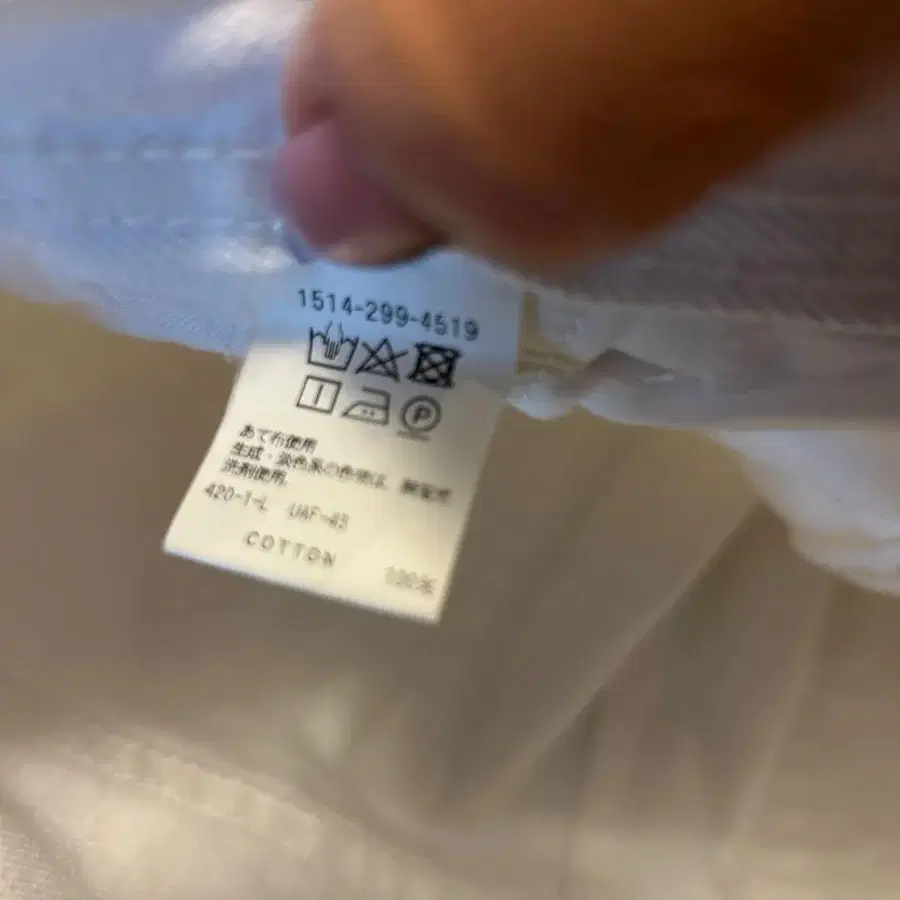 1514-299-4519
P
あて布使用
生成・淡色系の色物は、無蛍光
洗剤使用。
420-1-L UAF-45
COTTON 100%